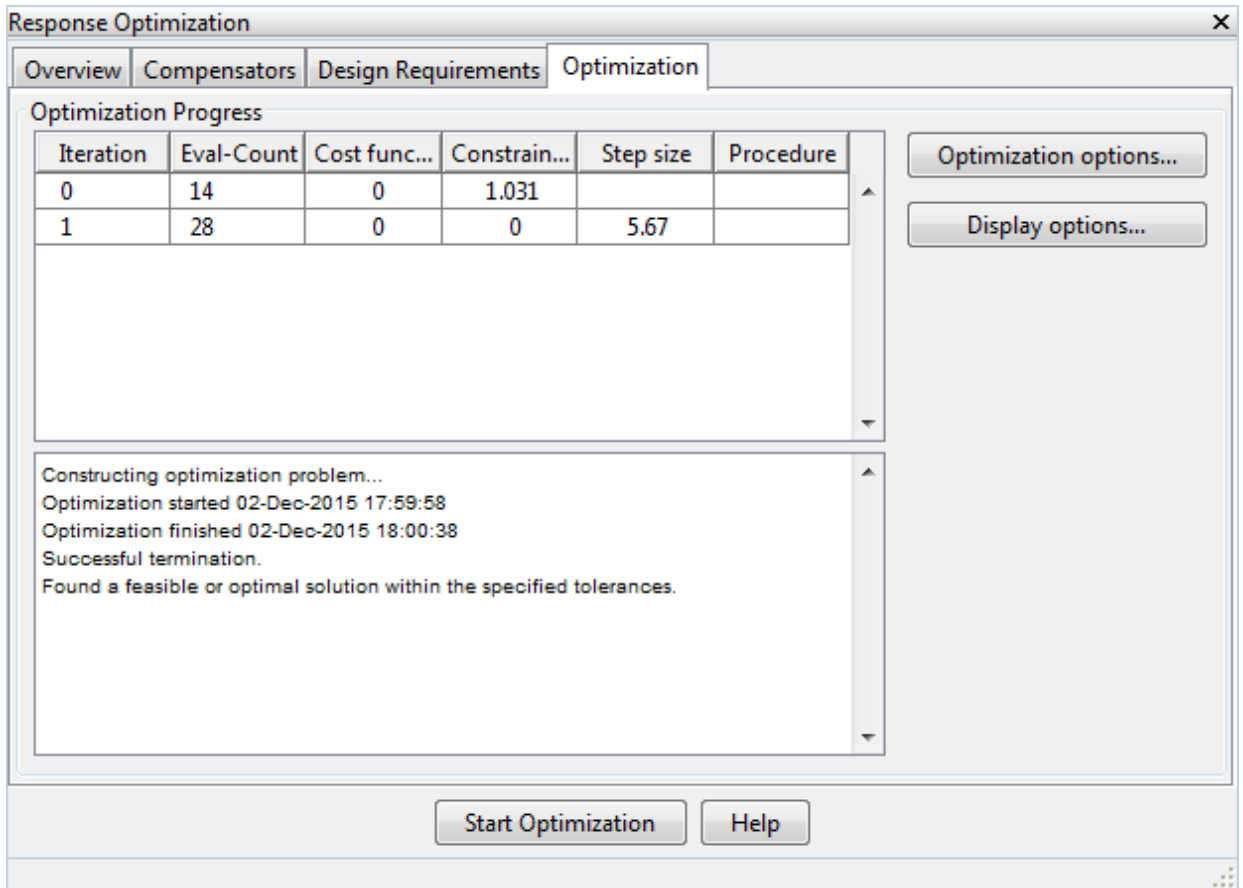 Response Optimization
Overview Compensators Design Requirements Optimization
Optimization Progress
Iteration Eval-Count Cost func... Constrain... Step size Procedure
0 14 0 1.031
1 28 0 0 5.67
Optimization options...
Display options...
Constructing optimization problem...
Optimization started 02-Dec-2015 17:59:58
Optimization finished 02-Dec-2015 18:00:38
Successful termination.
Found a feasible or optimal solution within the specified tolerances.
Start Optimization Help